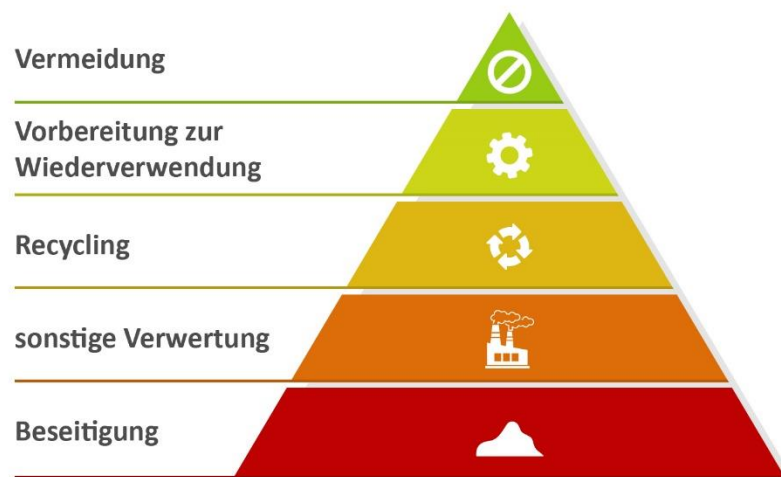 Vermeidung
Vorbereitung zur
Wiederverwendung
Recycling
sonstige Verwertung
Beseitigung